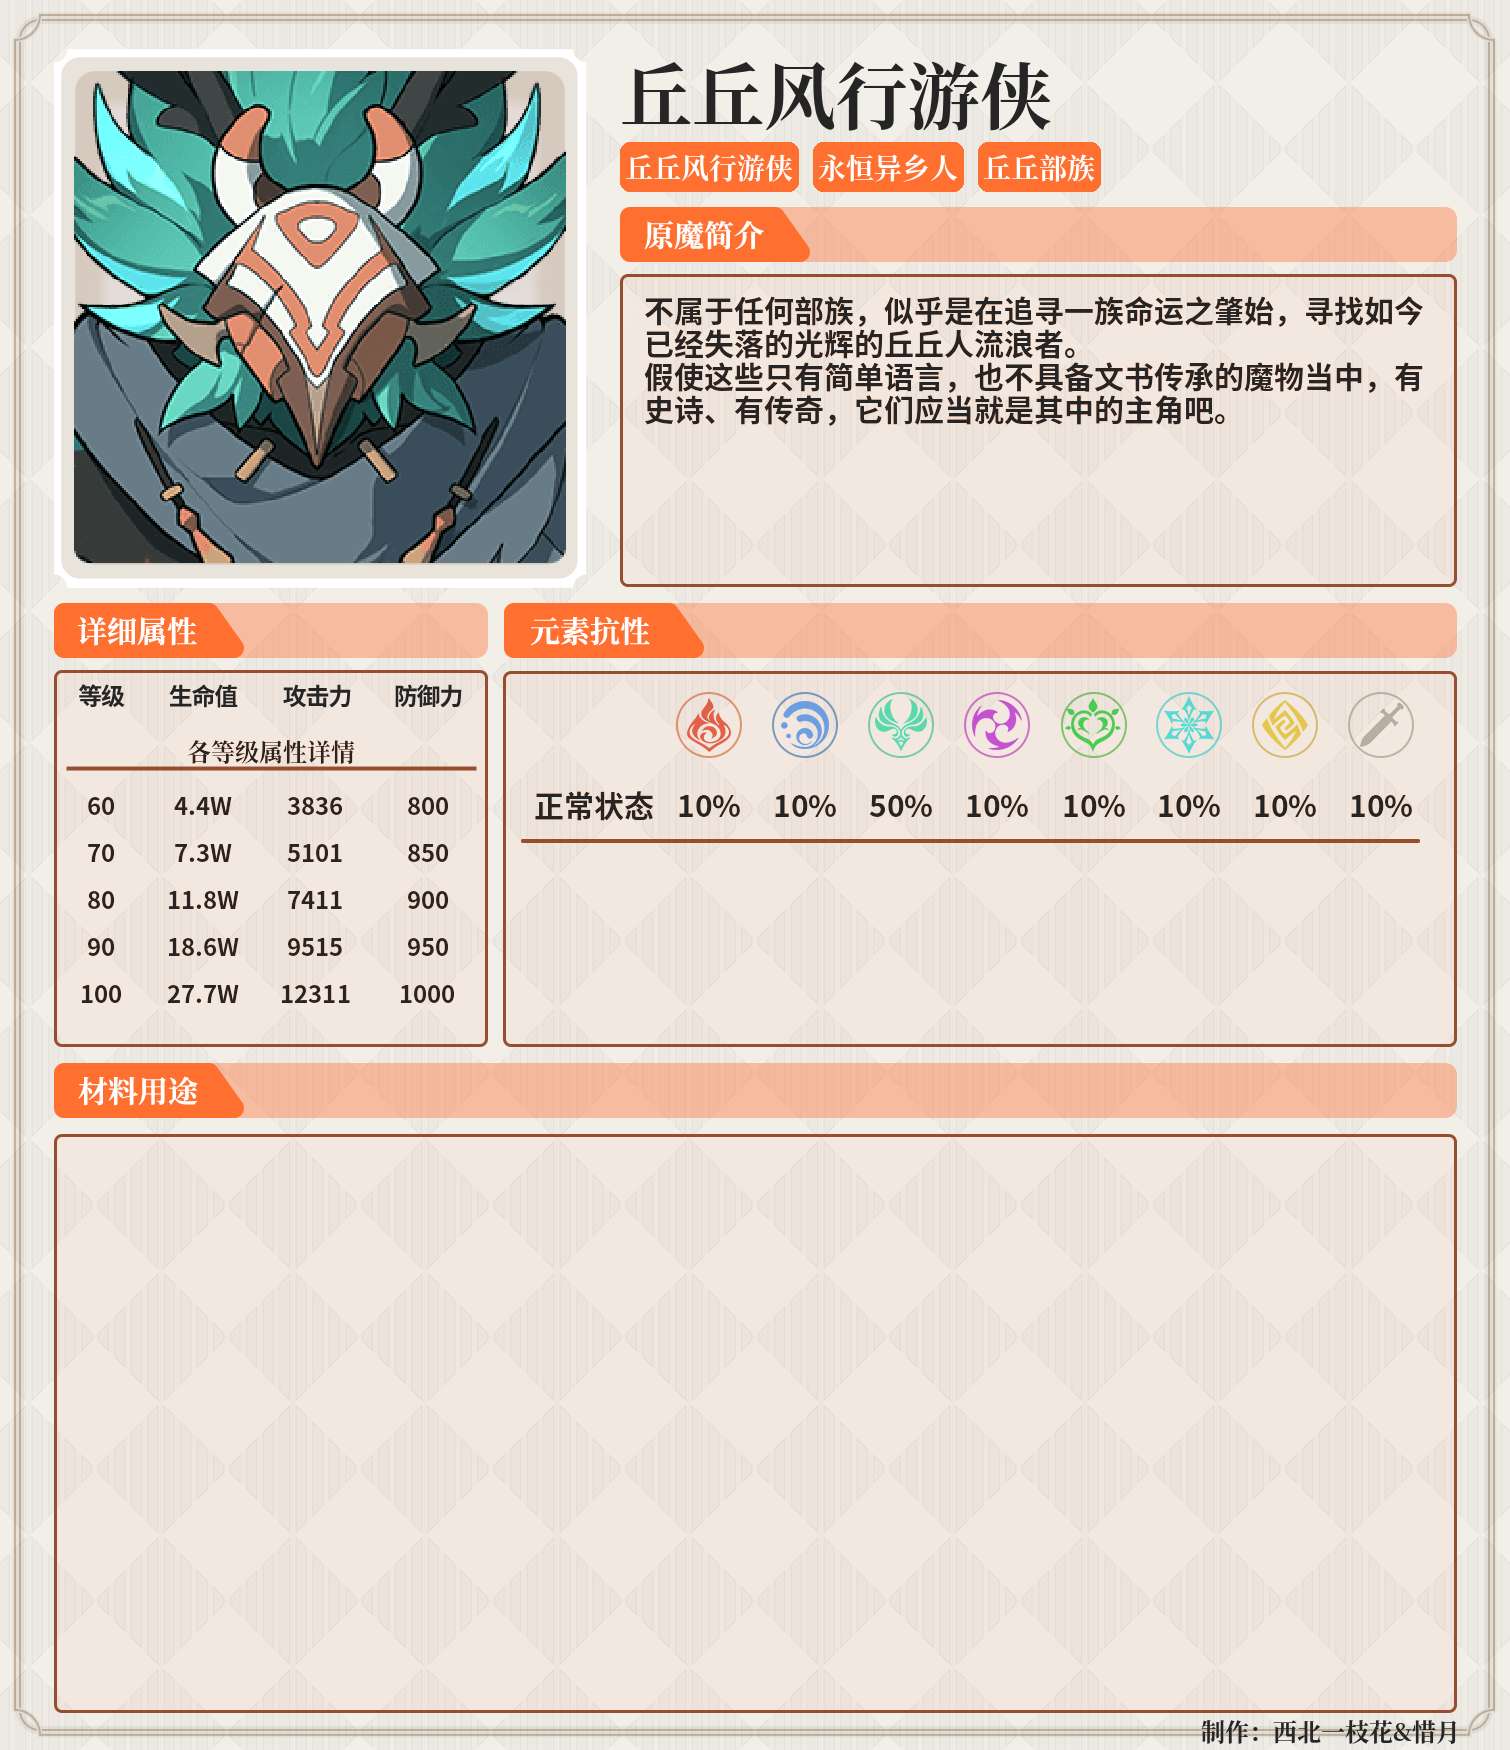 丘丘风行游侠
丘丘风行游侠 永恒异乡人 丘丘部族
原魔简介
不属于任何部族，似乎是在追寻一族命运之肇始，寻找如今
已经失落的光辉的丘丘人流浪者。
假使这些只有简单语言，也不具备文书传承的魔物当中，有
史诗、有传奇，它们应当就是其中的主角吧。
详细属性
等级 生命值 攻击力 防御力
各等级属性详情
60 4.4W 3836 800
70 7.3W 5101 850
80 11.8W 7411 900
90 18.6W 9515 950
100 27.7W 12311 1000
元素抗性
正常状态 10% 10% 50% 10% 10% 10% 10% 10%
材料用途
制作：西北一枝花&惜月